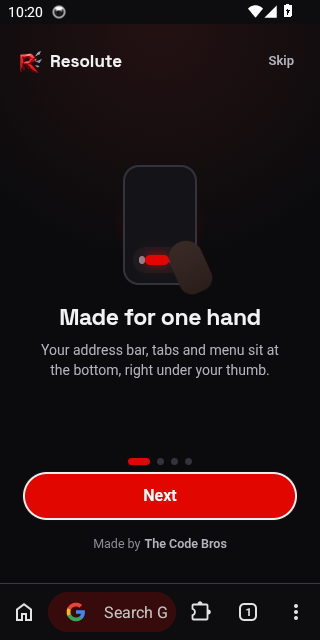 10:20
Resolute
Skip
Made for one hand
Your address bar, tabs and menu sit at
the bottom, right under your thumb.
Next
Made by The Code Bros
Search G
1